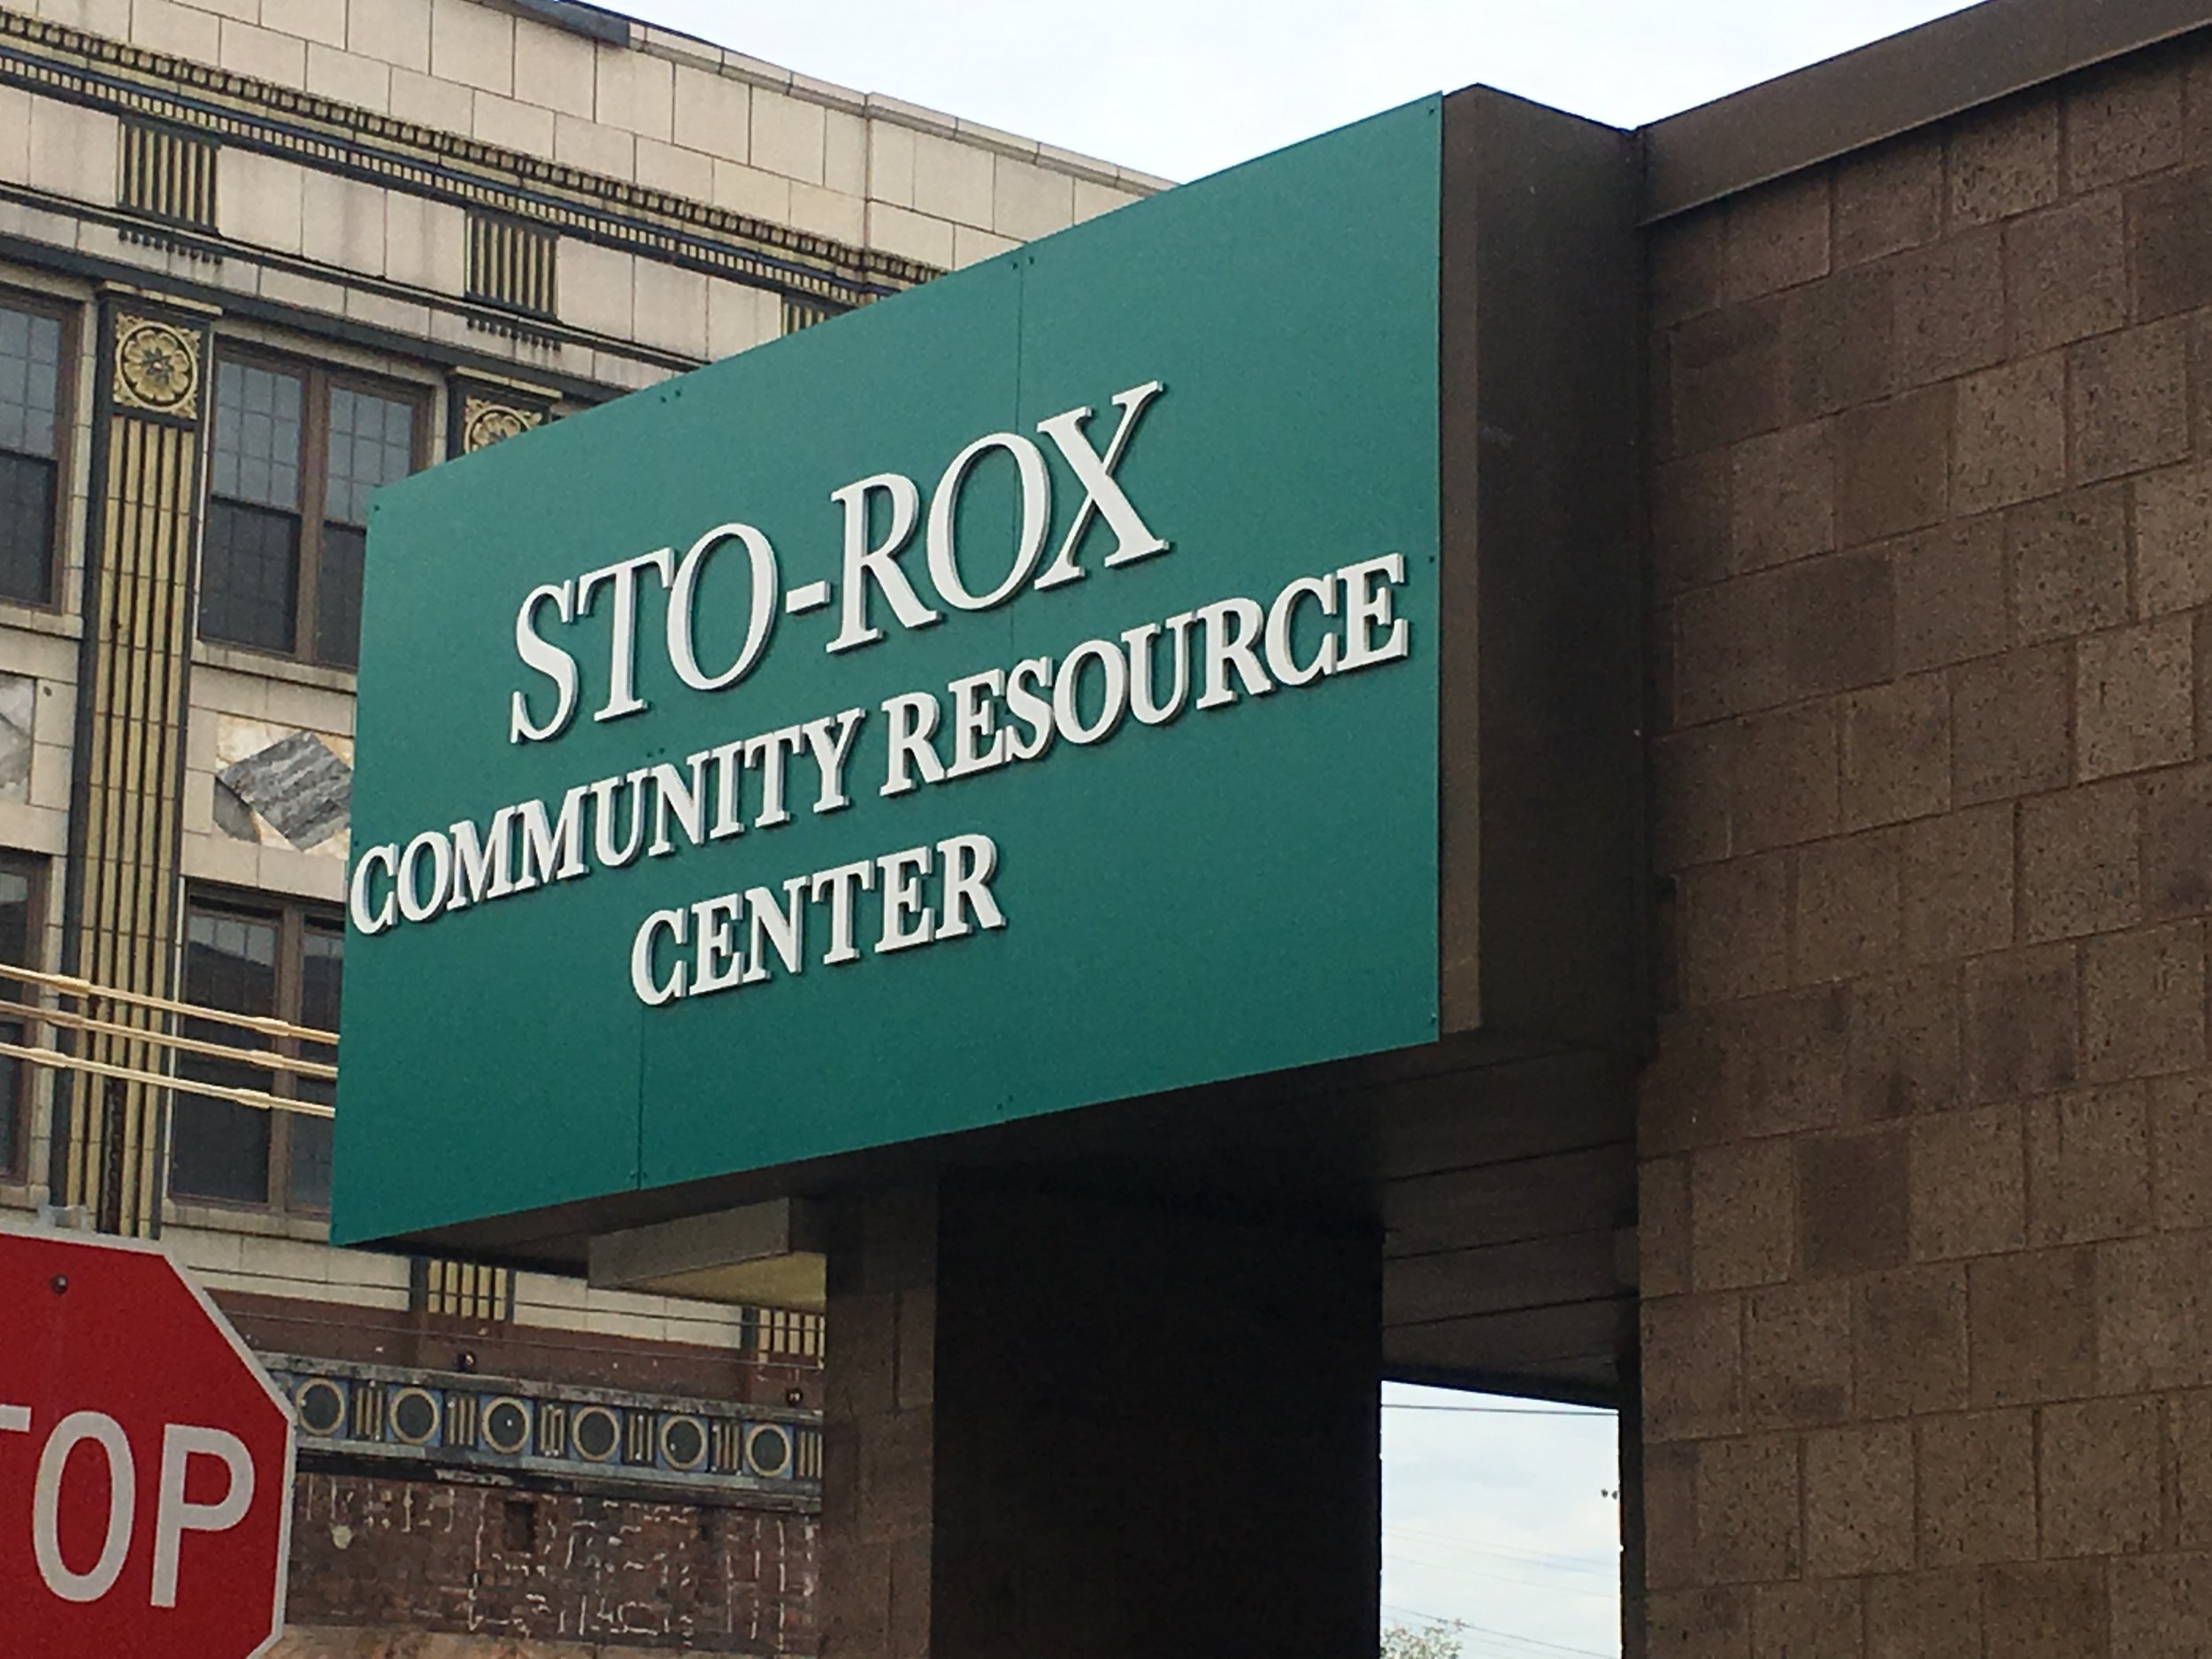 STO-ROX
COMMUNITY RESOURCE
CENTER
TOP